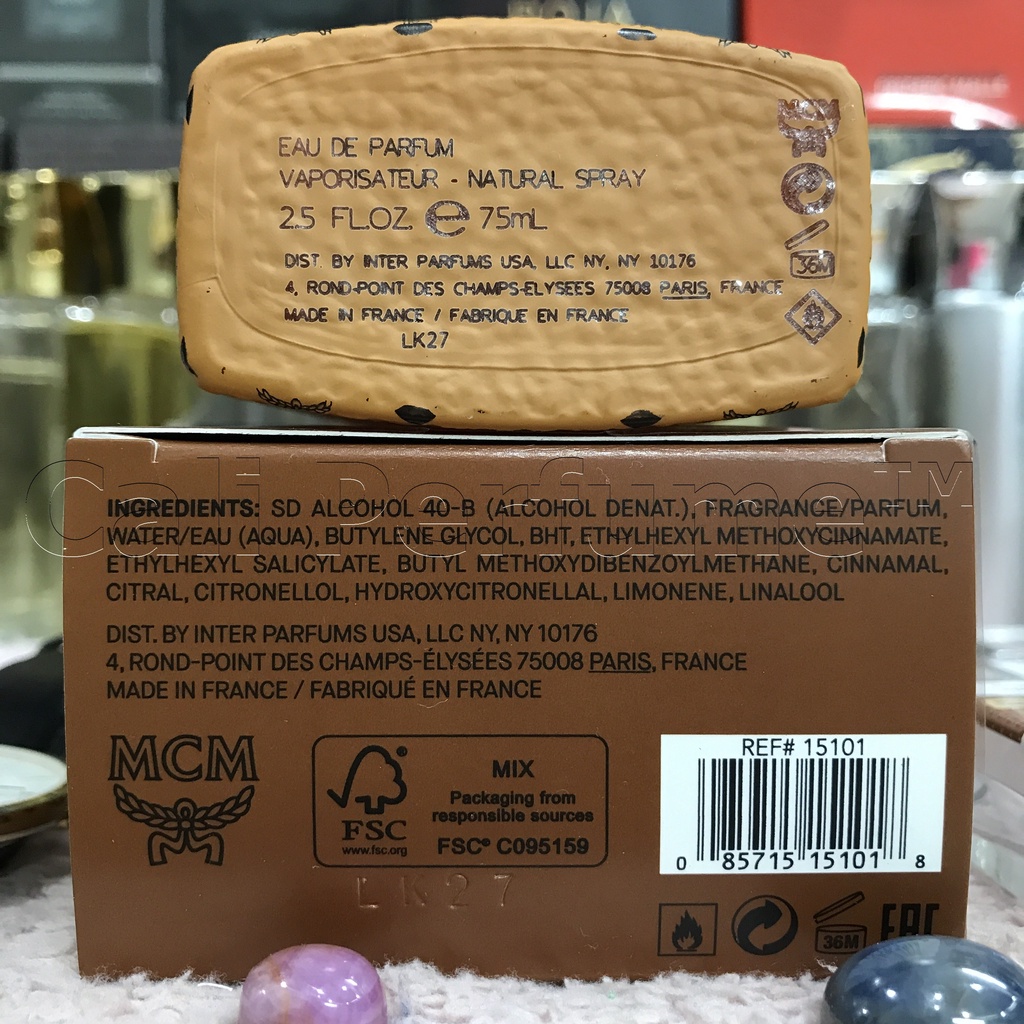 EAU DE PARFUM
VAPORISATEUR - NATURAL SPRAY
2.5 FL.OZ. e 75mL
DIST. BY INTER PARFUMS USA, LLC NY, NY 10176
4, ROND-POINT DES CHAMPS-ELYSEES 75008 PARIS, FRANCE
MADE IN FRANCE / FABRIQUE EN FRANCE
LK27
36M
Cali Perfume™
INGREDIENTS: SD ALCOHOL 40-B (ALCOHOL DENAT.), FRAGRANCE/PARFUM,
WATER/EAU (AQUA), BUTYLENE GLYCOL, BHT, ETHYLHEXYL METHOXYCINNAMATE,
ETHYLHEXYL SALICYLATE, BUTYL METHOXYDIBENZOYLMETHANE, CINNAMAL,
CITRAL, CITRONELLOL, HYDROXYCITRONELLAL, LIMONENE, LINALOOL
DIST. BY INTER PARFUMS USA, LLC NY, NY 10176
4, ROND-POINT DES CHAMPS-ÉLYSÉES 75008 PARIS, FRANCE
MADE IN FRANCE / FABRIQUÉ EN FRANCE
MCM
FSC®
www.fsc.org
MIX
Packaging from
responsible sources
FSC® C095159
REF# 15101
0 85715 15101 8
LK27
36M
EAC